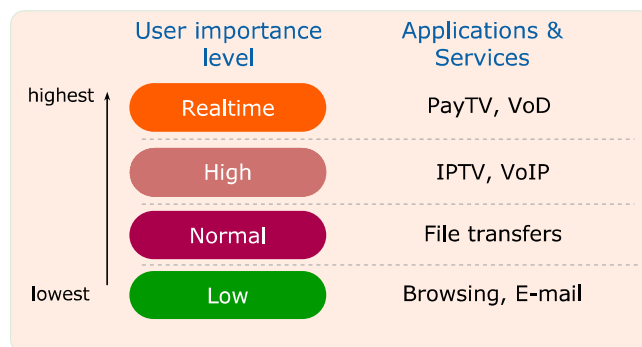 User importance level
Applications & Services
highest
Realtime
PayTV, VoD
High
IPTV, VoIP
Normal
File transfers
lowest
Low
Browsing, E-mail